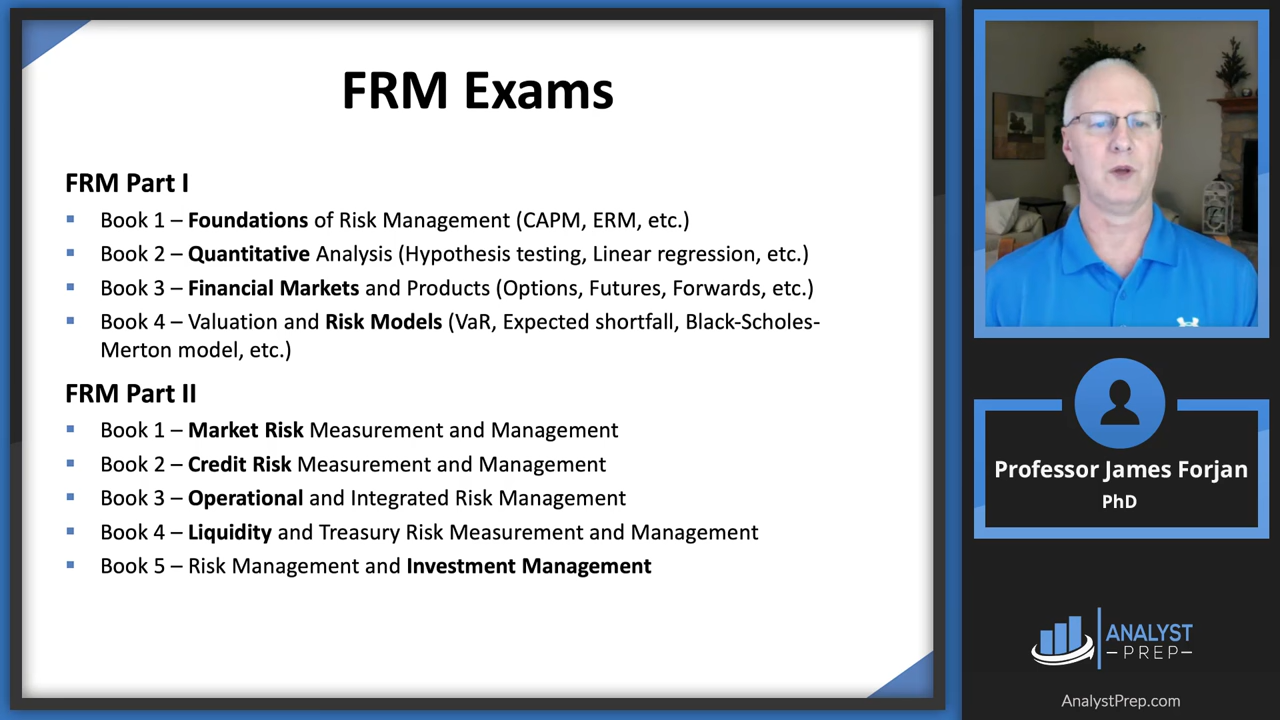 FRM Exams
FRM Part I
Book 1 – Foundations of Risk Management (CAPM, ERM, etc.)
Book 2 – Quantitative Analysis (Hypothesis testing, Linear regression, etc.)
Book 3 – Financial Markets and Products (Options, Futures, Forwards, etc.)
Book 4 – Valuation and Risk Models (VaR, Expected shortfall, Black-Scholes-
Merton model, etc.)
FRM Part II
Book 1 – Market Risk Measurement and Management
Book 2 – Credit Risk Measurement and Management
Book 3 – Operational and Integrated Risk Management
Book 4 – Liquidity and Treasury Risk Measurement and Management
Book 5 – Risk Management and Investment Management
Professor James Forjan
PhD
ANALYST
PREP
AnalystPrep.com